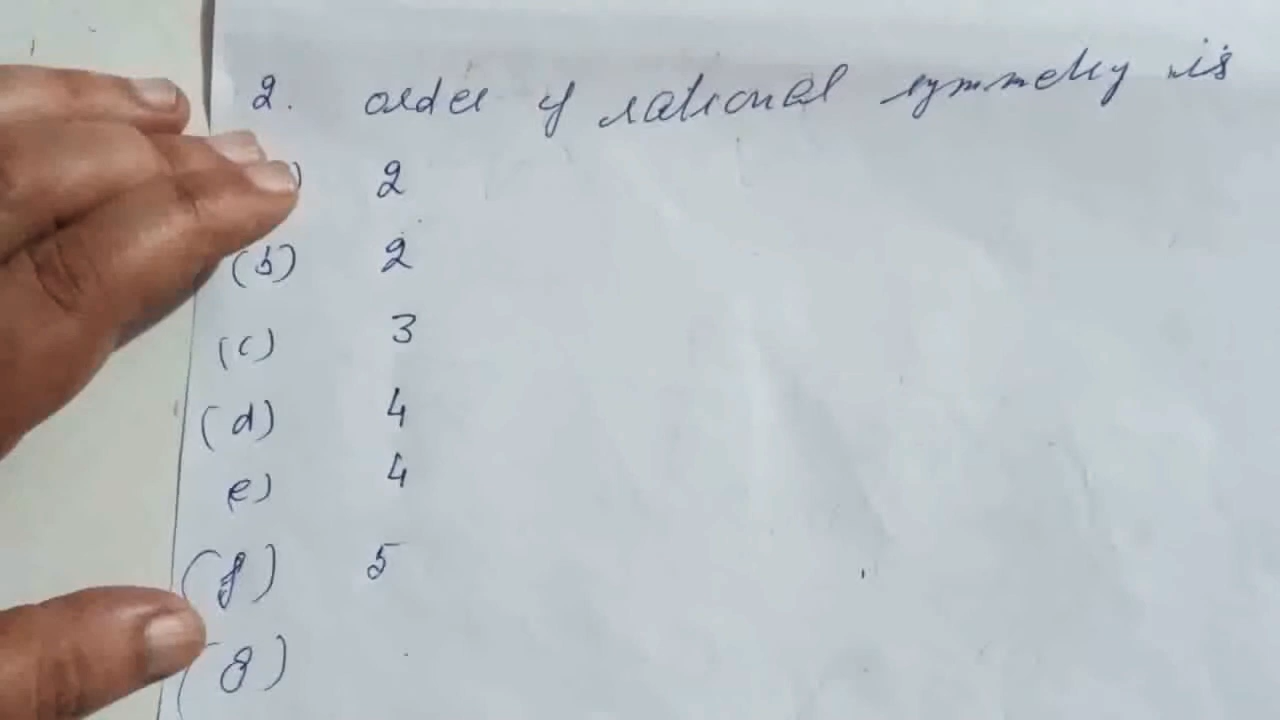 2. order of rational symmetry is
) 2
(b) 2
(c) 3
(d) 4
(e) 4
(f) 5
(g)